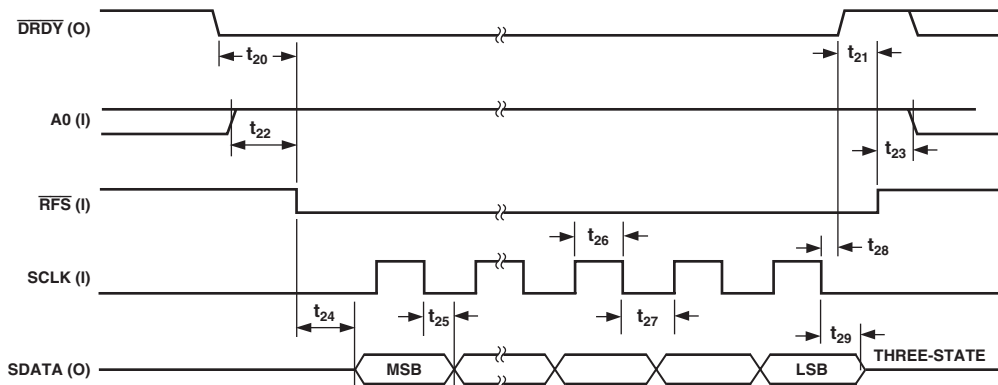 DRDY (O)
t20
t21
A0 (I)
t22
t23
RFS (I)
t26
t28
SCLK (I)
t24
t25
t27
t29
THREE-STATE
SDATA (O)
MSB
LSB